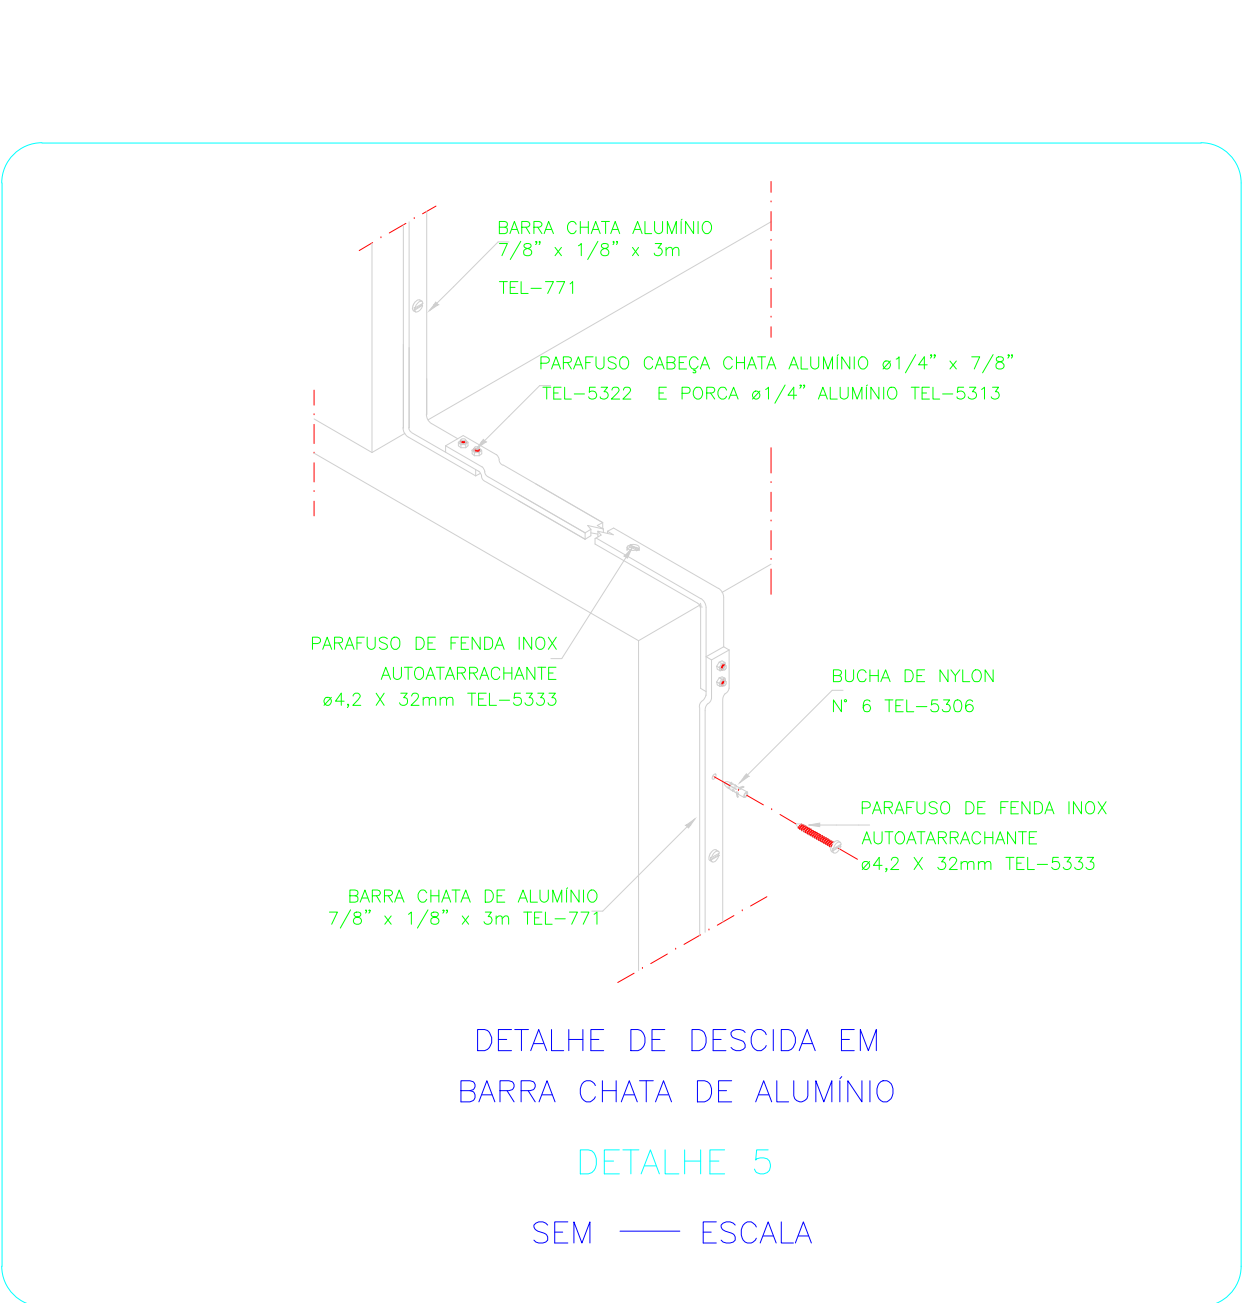 BARRA CHATA ALUMÍNIO
7/8” x 1/8” x 3m
TEL-771
PARAFUSO CABEÇA CHATA ALUMÍNIO ø1/4” x 7/8”
TEL-5322 E PORCA ø1/4” ALUMÍNIO TEL-5313
PARAFUSO DE FENDA INOX
AUTOATARRACHANTE
ø4,2 X 32mm TEL-5333
BUCHA DE NYLON
N° 6 TEL-5306
PARAFUSO DE FENDA INOX
AUTOATARRACHANTE
ø4,2 X 32mm TEL-5333
BARRA CHATA DE ALUMÍNIO
7/8” x 1/8” x 3m TEL-771
DETALHE DE DESCIDA EM
BARRA CHATA DE ALUMÍNIO
DETALHE 5
SEM — ESCALA